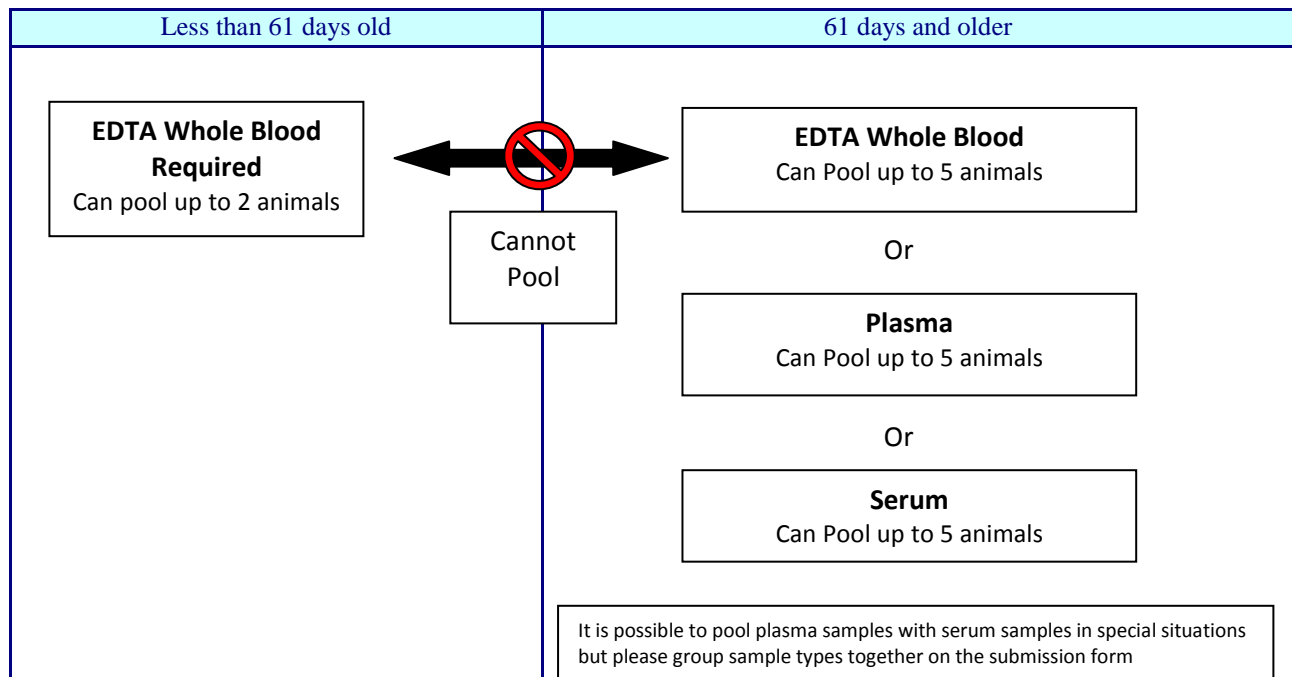 Less than 61 days old
61 days and older
EDTA Whole Blood
Required
Can pool up to 2 animals
Cannot
Pool
EDTA Whole Blood
Can Pool up to 5 animals
Or
Plasma
Can Pool up to 5 animals
Or
Serum
Can Pool up to 5 animals
It is possible to pool plasma samples with serum samples in special situations
but please group sample types together on the submission form